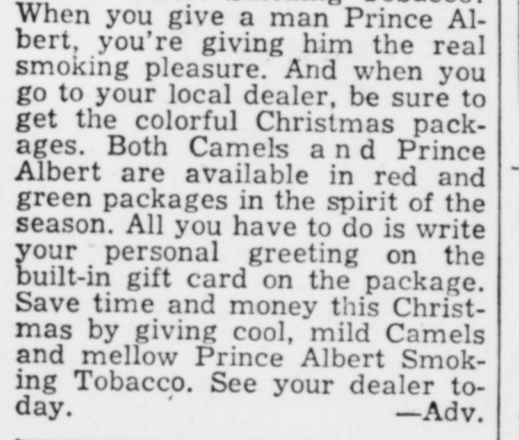 When you give a man Prince Al-
bert, you're giving him the real
smoking pleasure. And when you
go to your local dealer, be sure to
get the colorful Christmas pack-
ages. Both Camels and Prince
Albert are available in red and
green packages in the spirit of the
season. All you have to do is write
your personal greeting on the
built-in gift card on the package.
Save time and money this Christ-
mas by giving cool, mild Camels
and mellow Prince Albert Smok-
ing Tobacco. See your dealer to-
day. —Adv.